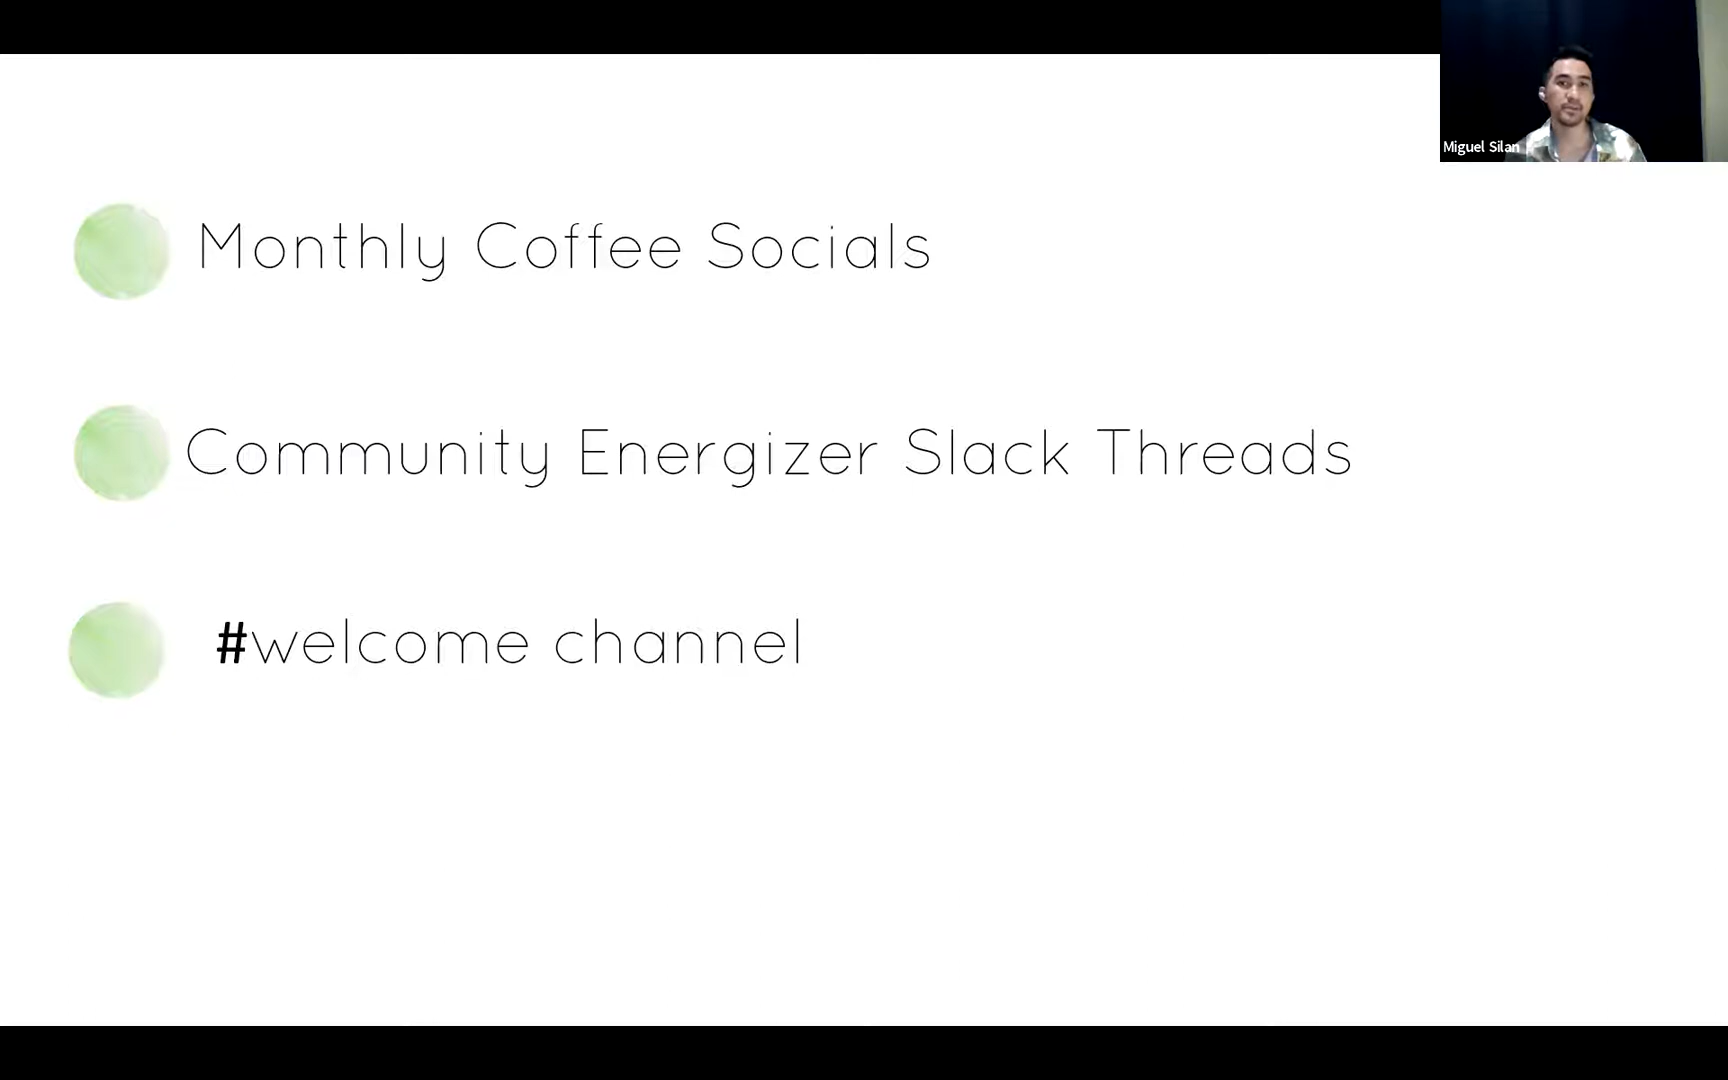 Miguel Silan
Monthly Coffee Socials
Community Energizer Slack Threads
#welcome channel